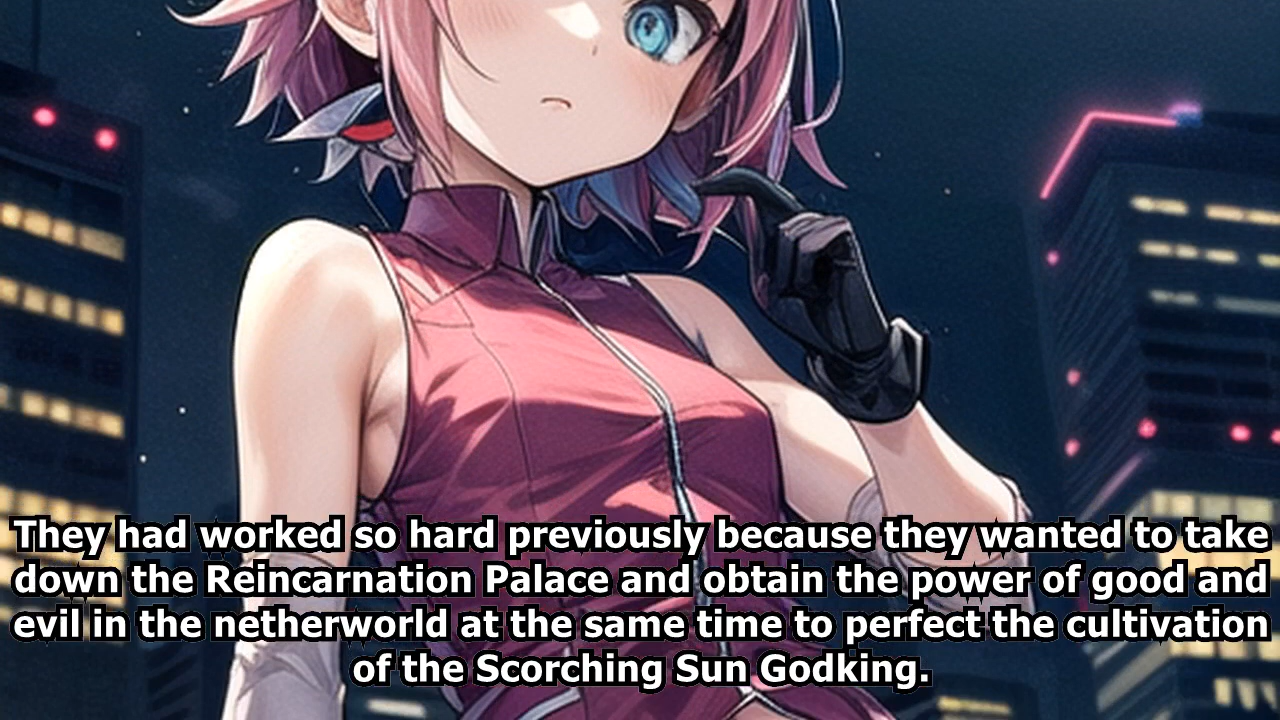 They had worked so hard previously because they wanted to take
down the Reincarnation Palace and obtain the power of good and
evil in the netherworld at the same time to perfect the cultivation
of the Scorching Sun Godking.